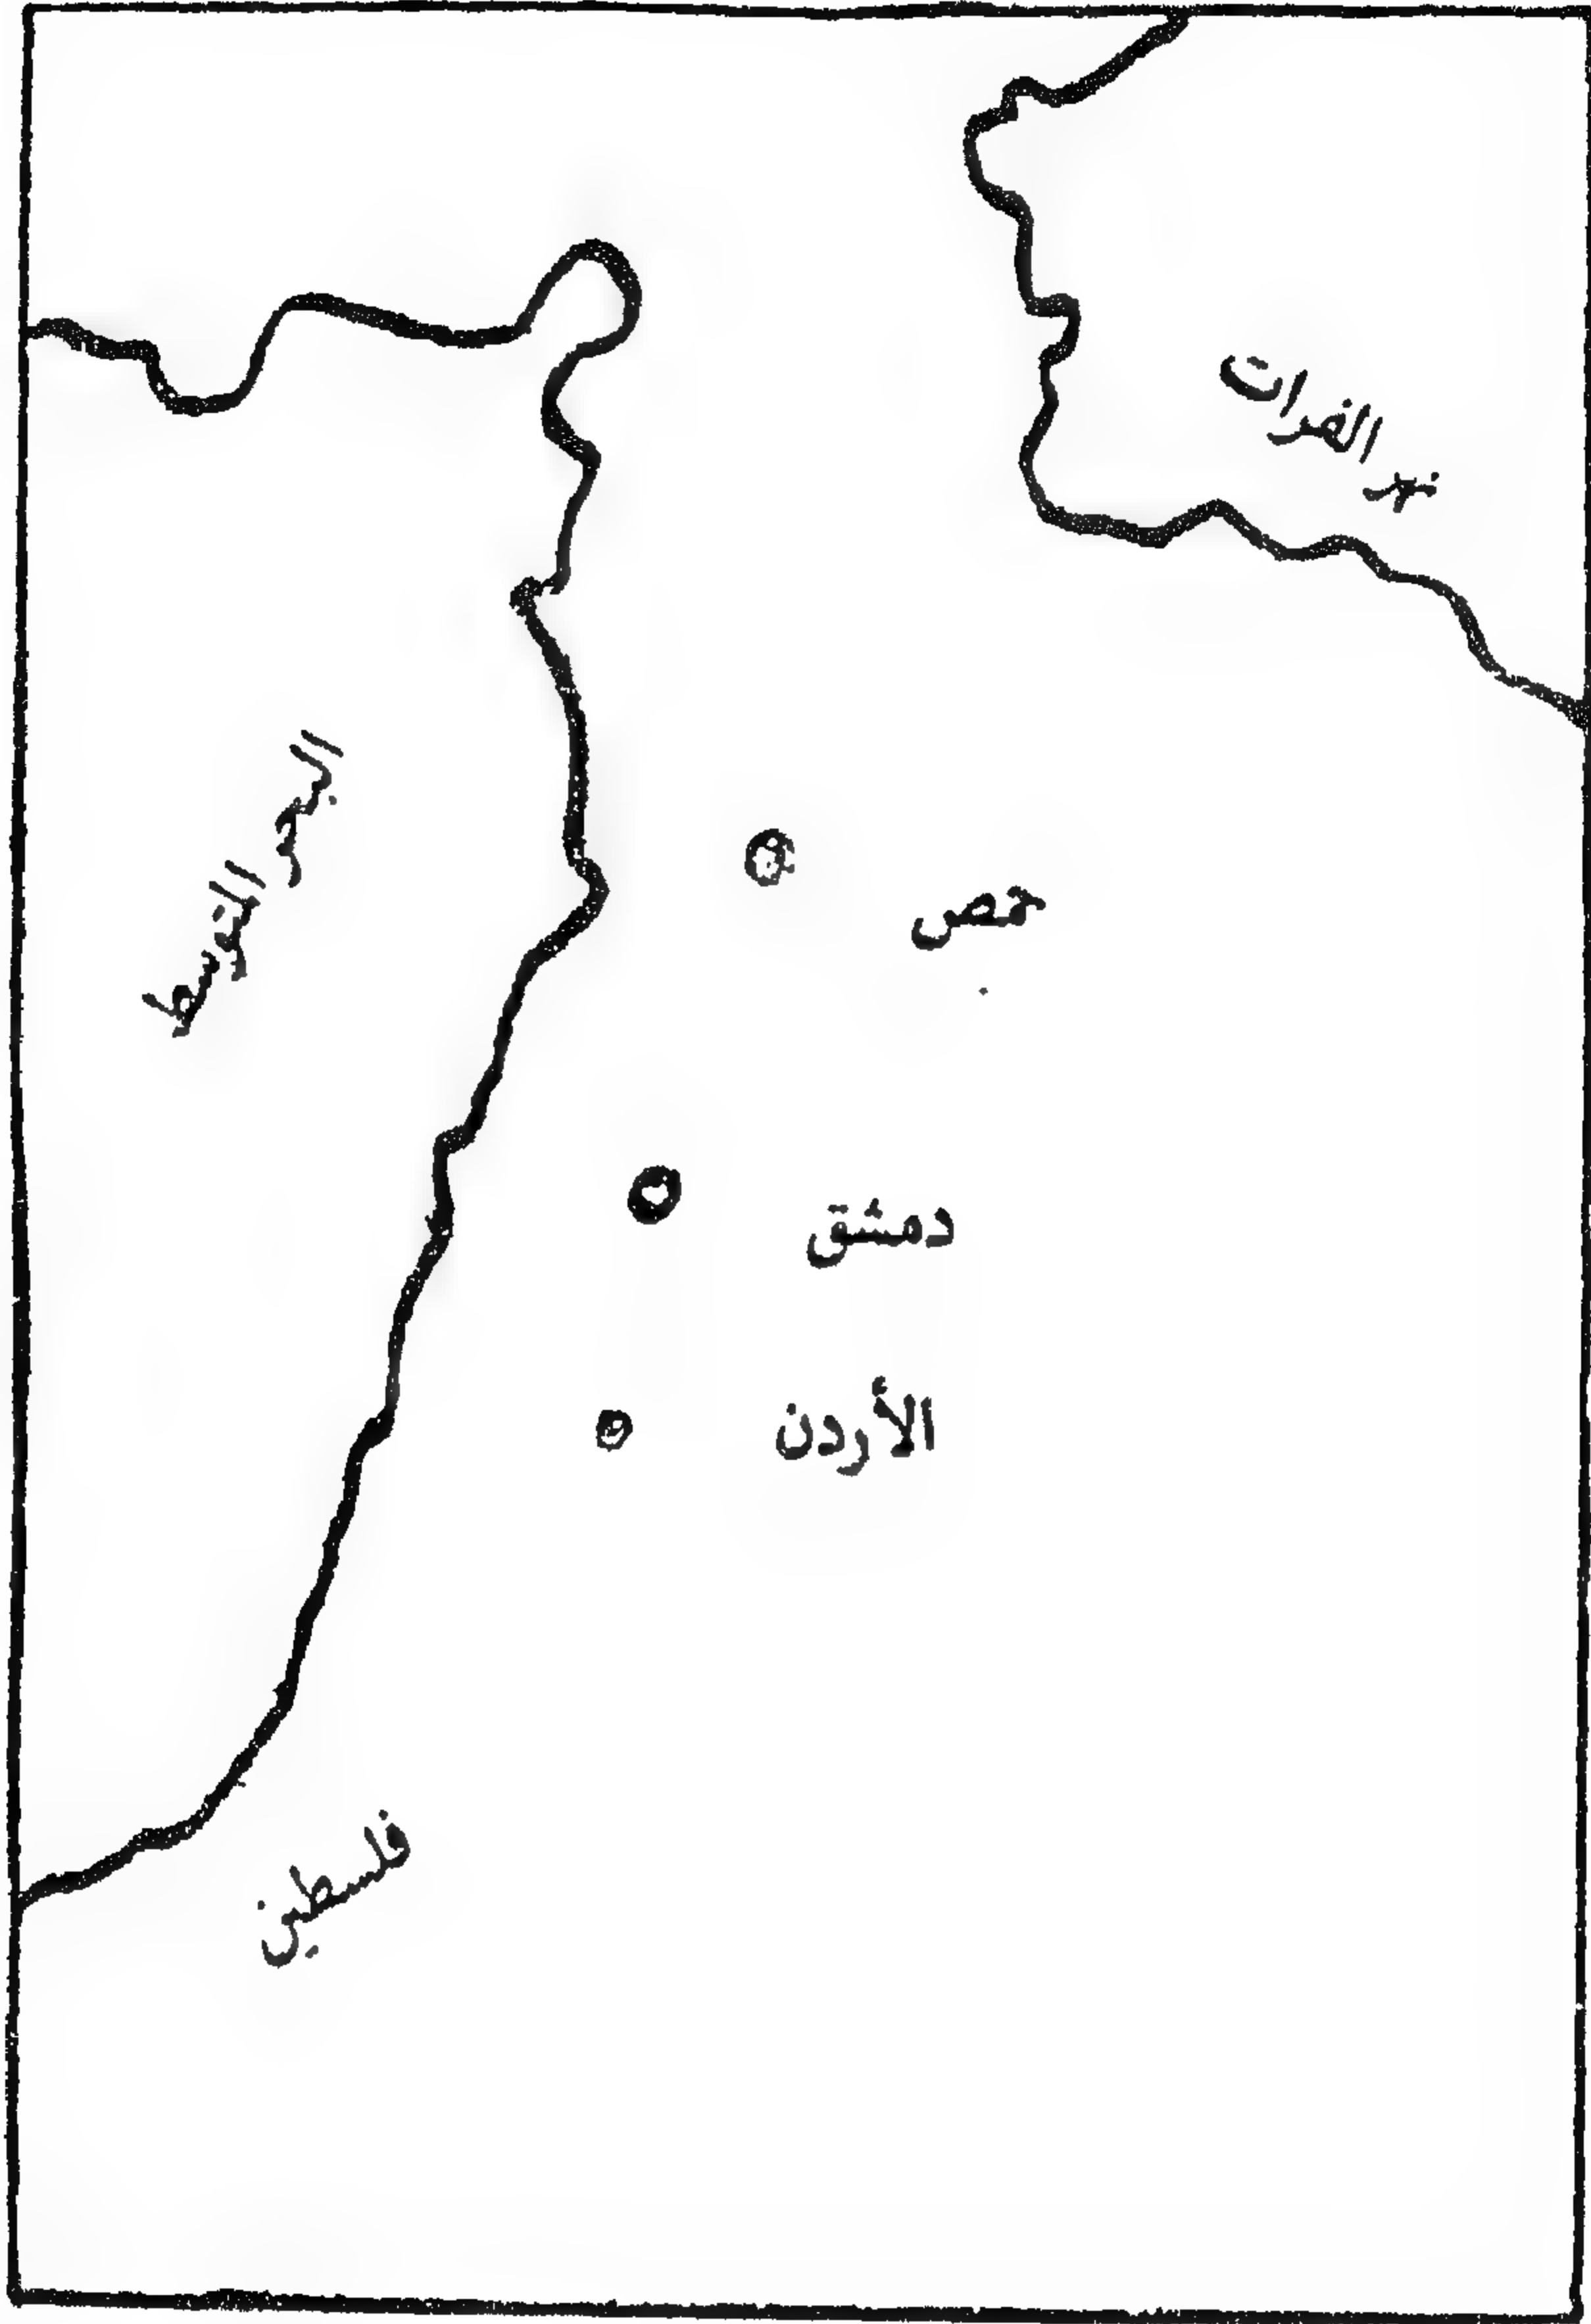 نهر الفرات
البحر المتوسط
حمص
دمشق
الأردن
فلسطين